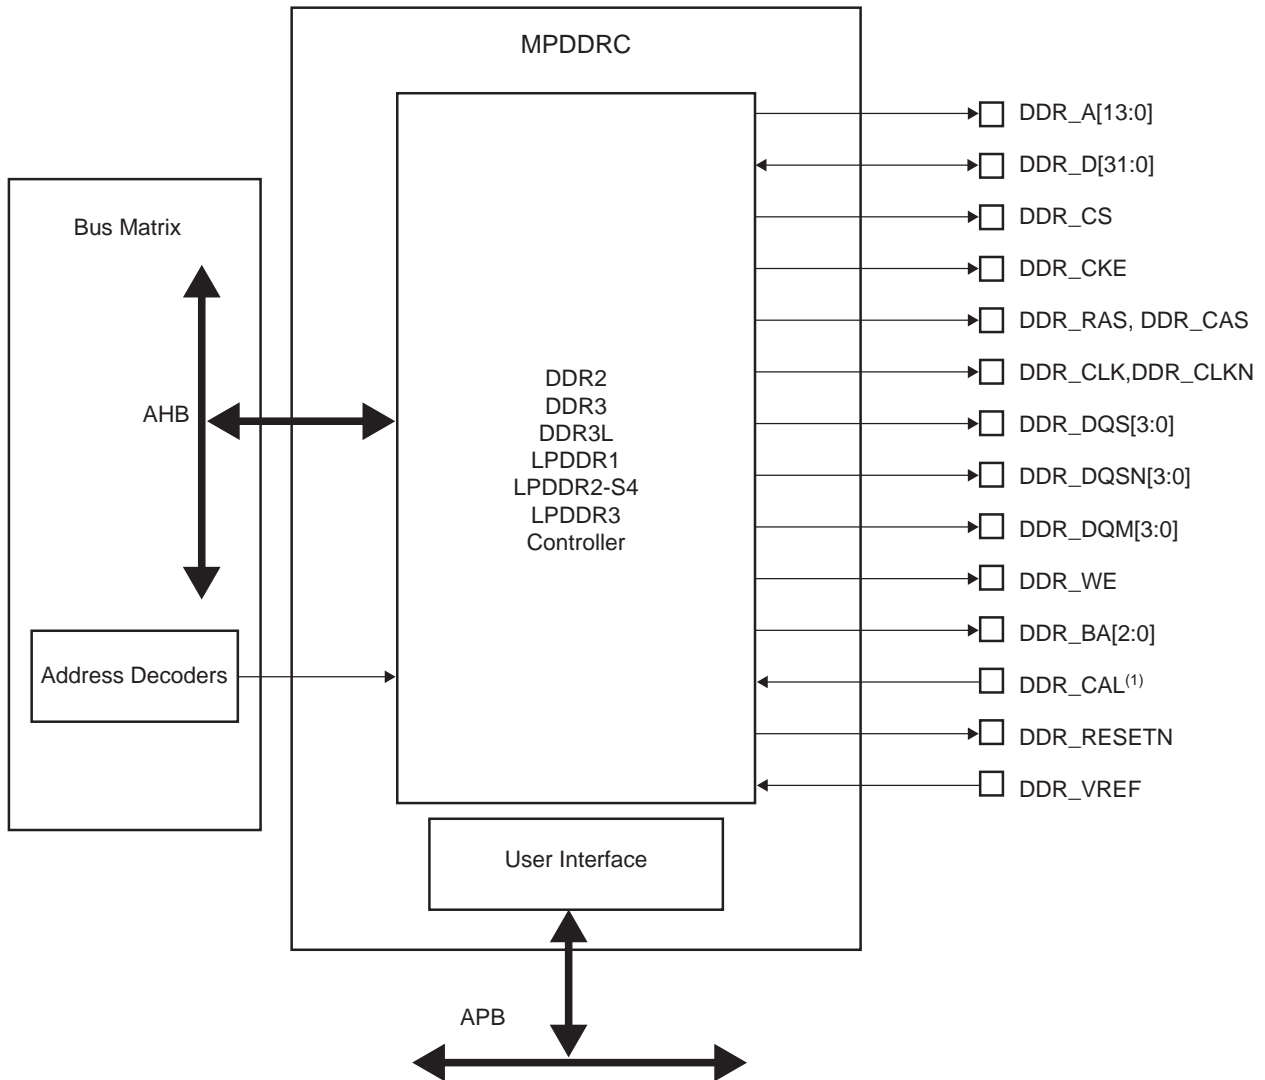 MPDDRC
Bus Matrix
AHB
Address Decoders
DDR2
DDR3
DDR3L
LPDDR1
LPDDR2-S4
LPDDR3
Controller
User Interface
APB
DDR_A[13:0]
DDR_D[31:0]
DDR_CS
DDR_CKE
DDR_RAS, DDR_CAS
DDR_CLK,DDR_CLKN
DDR_DQS[3:0]
DDR_DQSN[3:0]
DDR_DQM[3:0]
DDR_WE
DDR_BA[2:0]
DDR_CAL(1)
DDR_RESETN
DDR_VREF